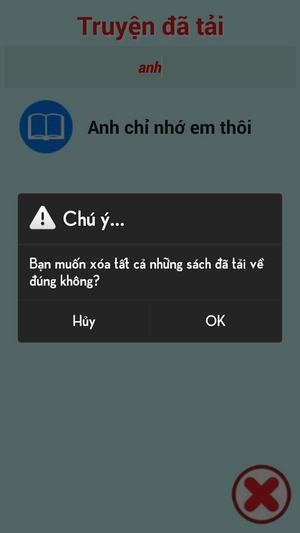 Truyện đã tải
anh
Anh chỉ nhớ em thôi
Chú ý...
Bạn muốn xóa tất cả những sách đã tải về
đúng không?
Hủy
OK